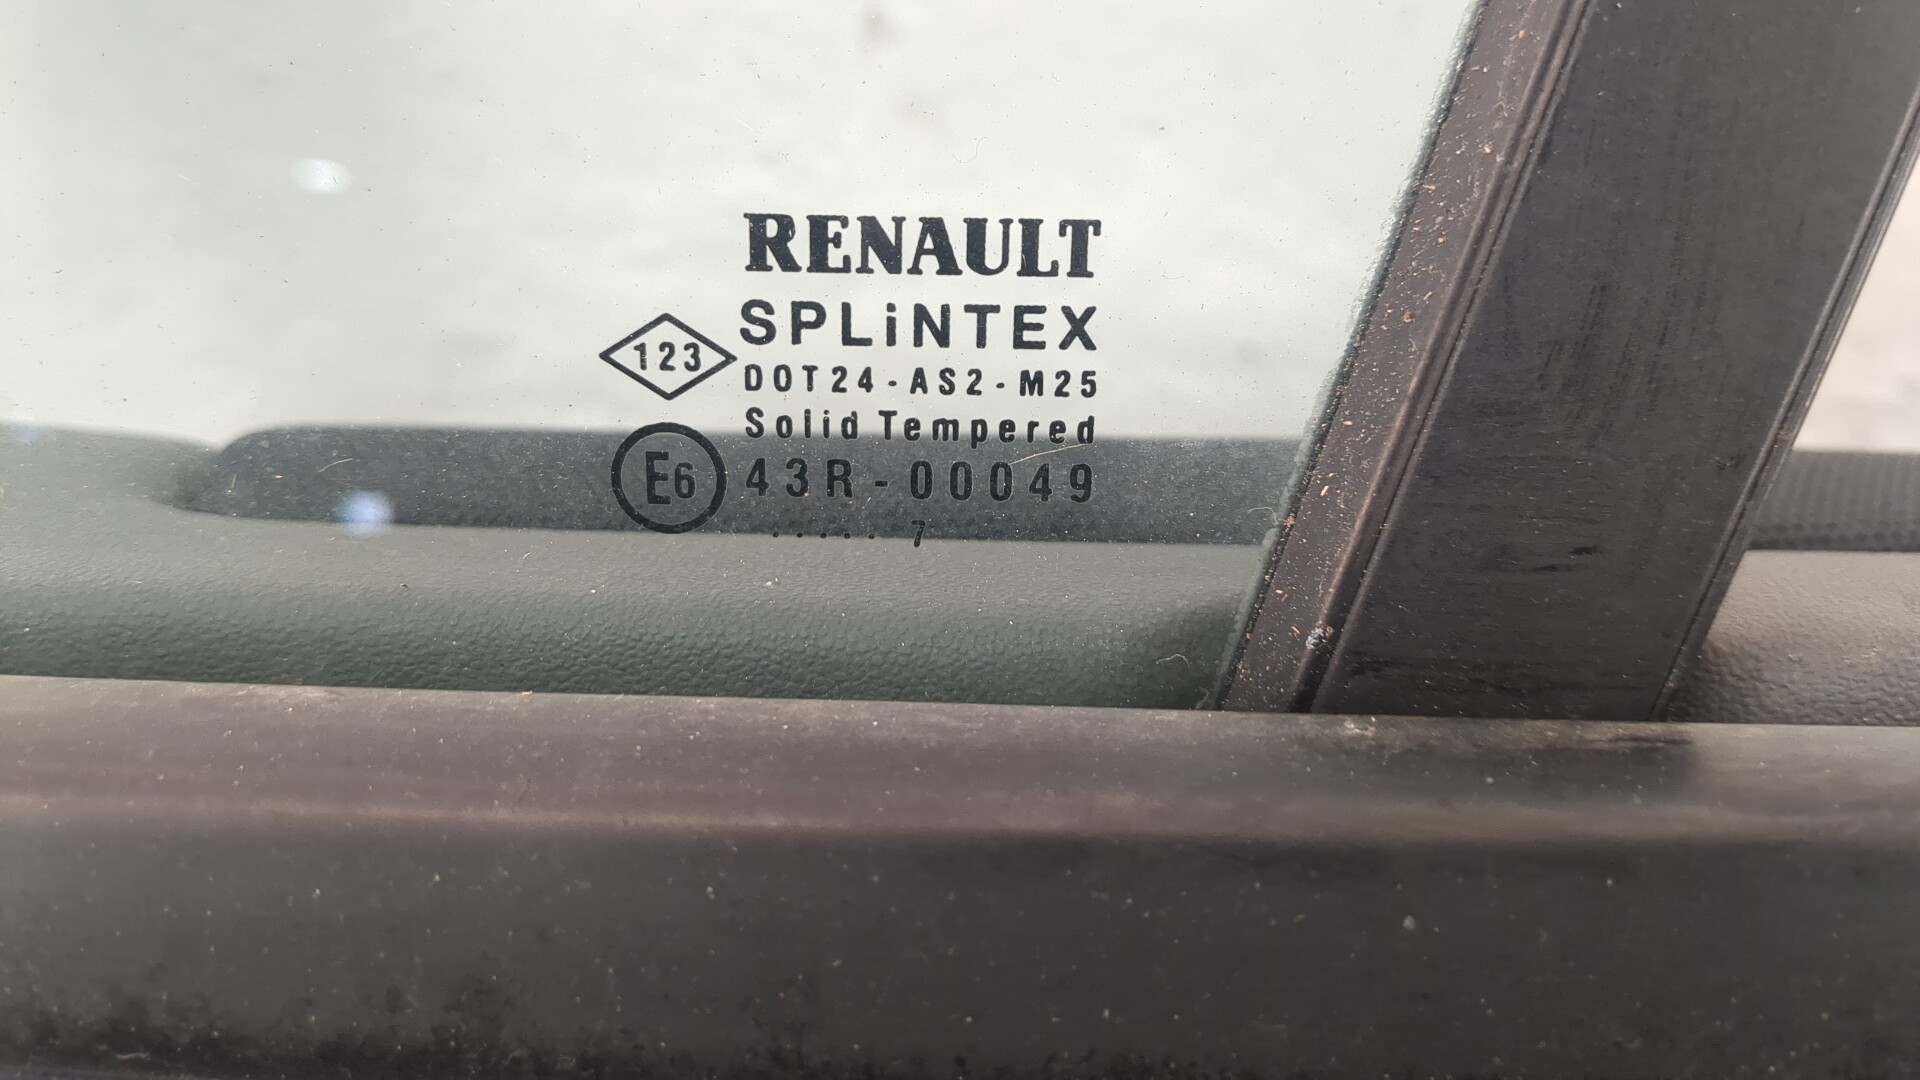 RENAULT
SPLiNTEX
123
DOT24-AS2-M25
Solid Tempered
E6 43R-00049
..... 7